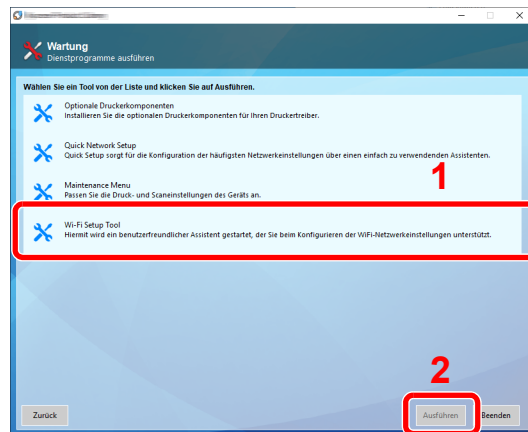 Wartung
Dienstprogramme ausführen
Wählen Sie ein Tool von der Liste und klicken Sie auf Ausführen.
Optionale Druckerkomponenten
Installieren Sie die optionalen Druckerkomponenten für Ihren Druckertreiber.
Quick Network Setup
Quick Setup sorgt für die Konfiguration der häufigsten Netzwerkeinstellungen über einen einfach zu verwendenden Assistenten.
1
Maintenance Menu
Passen Sie die Druck- und Scaneinstellungen des Geräts an.
Wi-Fi Setup Tool
Hiermit wird ein benutzerfreundlicher Assistent gestartet, der Sie beim Konfigurieren der WiFi-Netzwerkeinstellungen unterstützt.
2
Zurück
Ausführen
Beenden